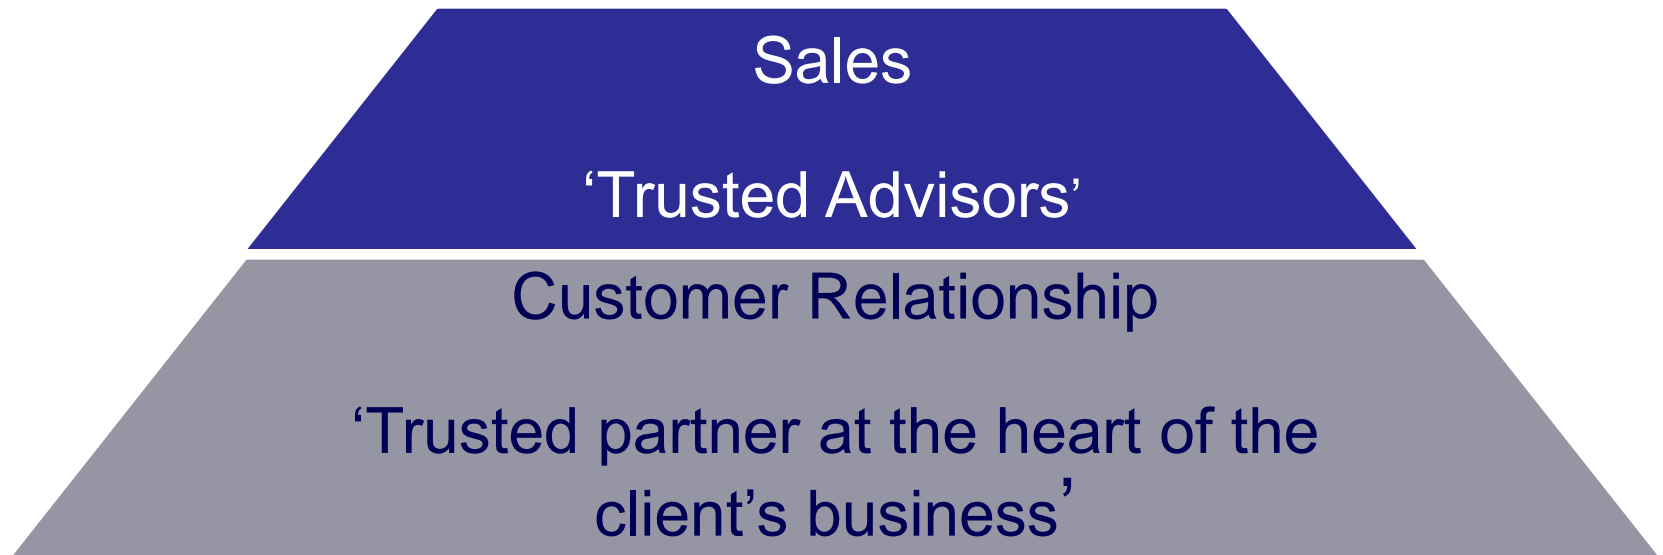 Sales
‘Trusted Advisors’
Customer Relationship
‘Trusted partner at the heart of the
client’s business’